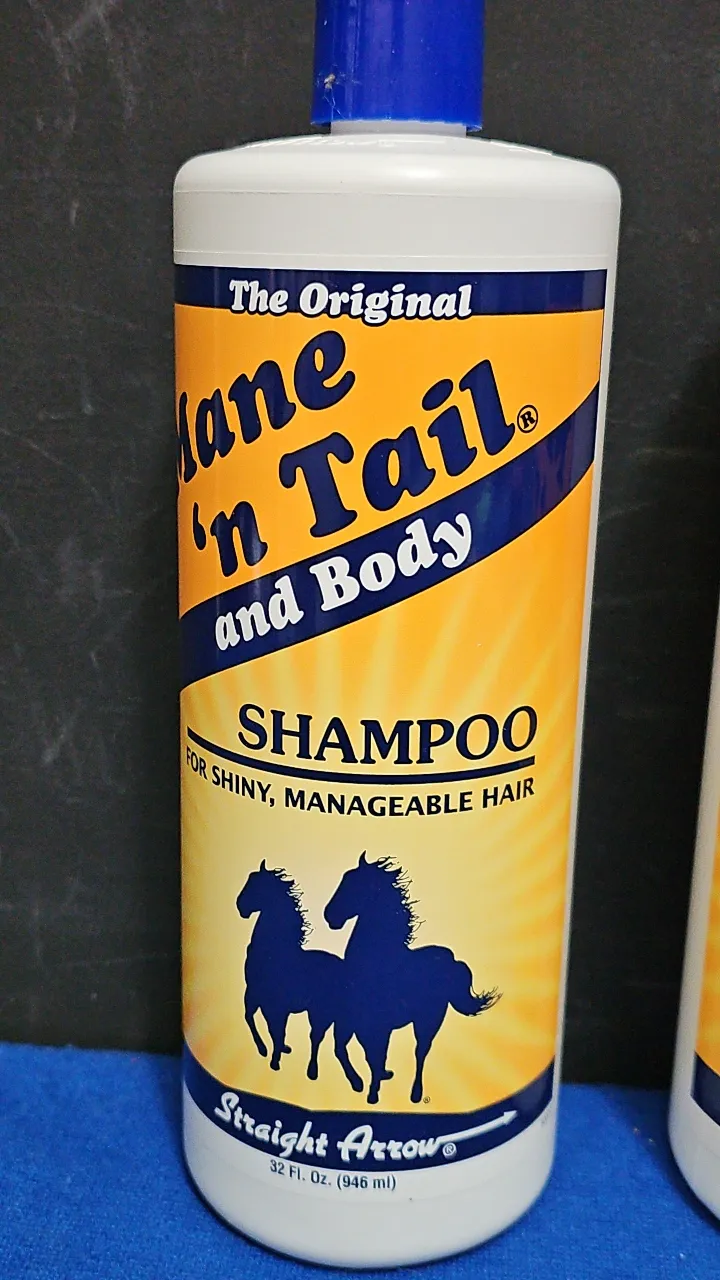 The Original
Mane
'n Tail®
and Body
SHAMPOO
FOR SHINY, MANAGEABLE HAIR
®
Straight Arrow®
32 Fl. Oz. (946 ml)